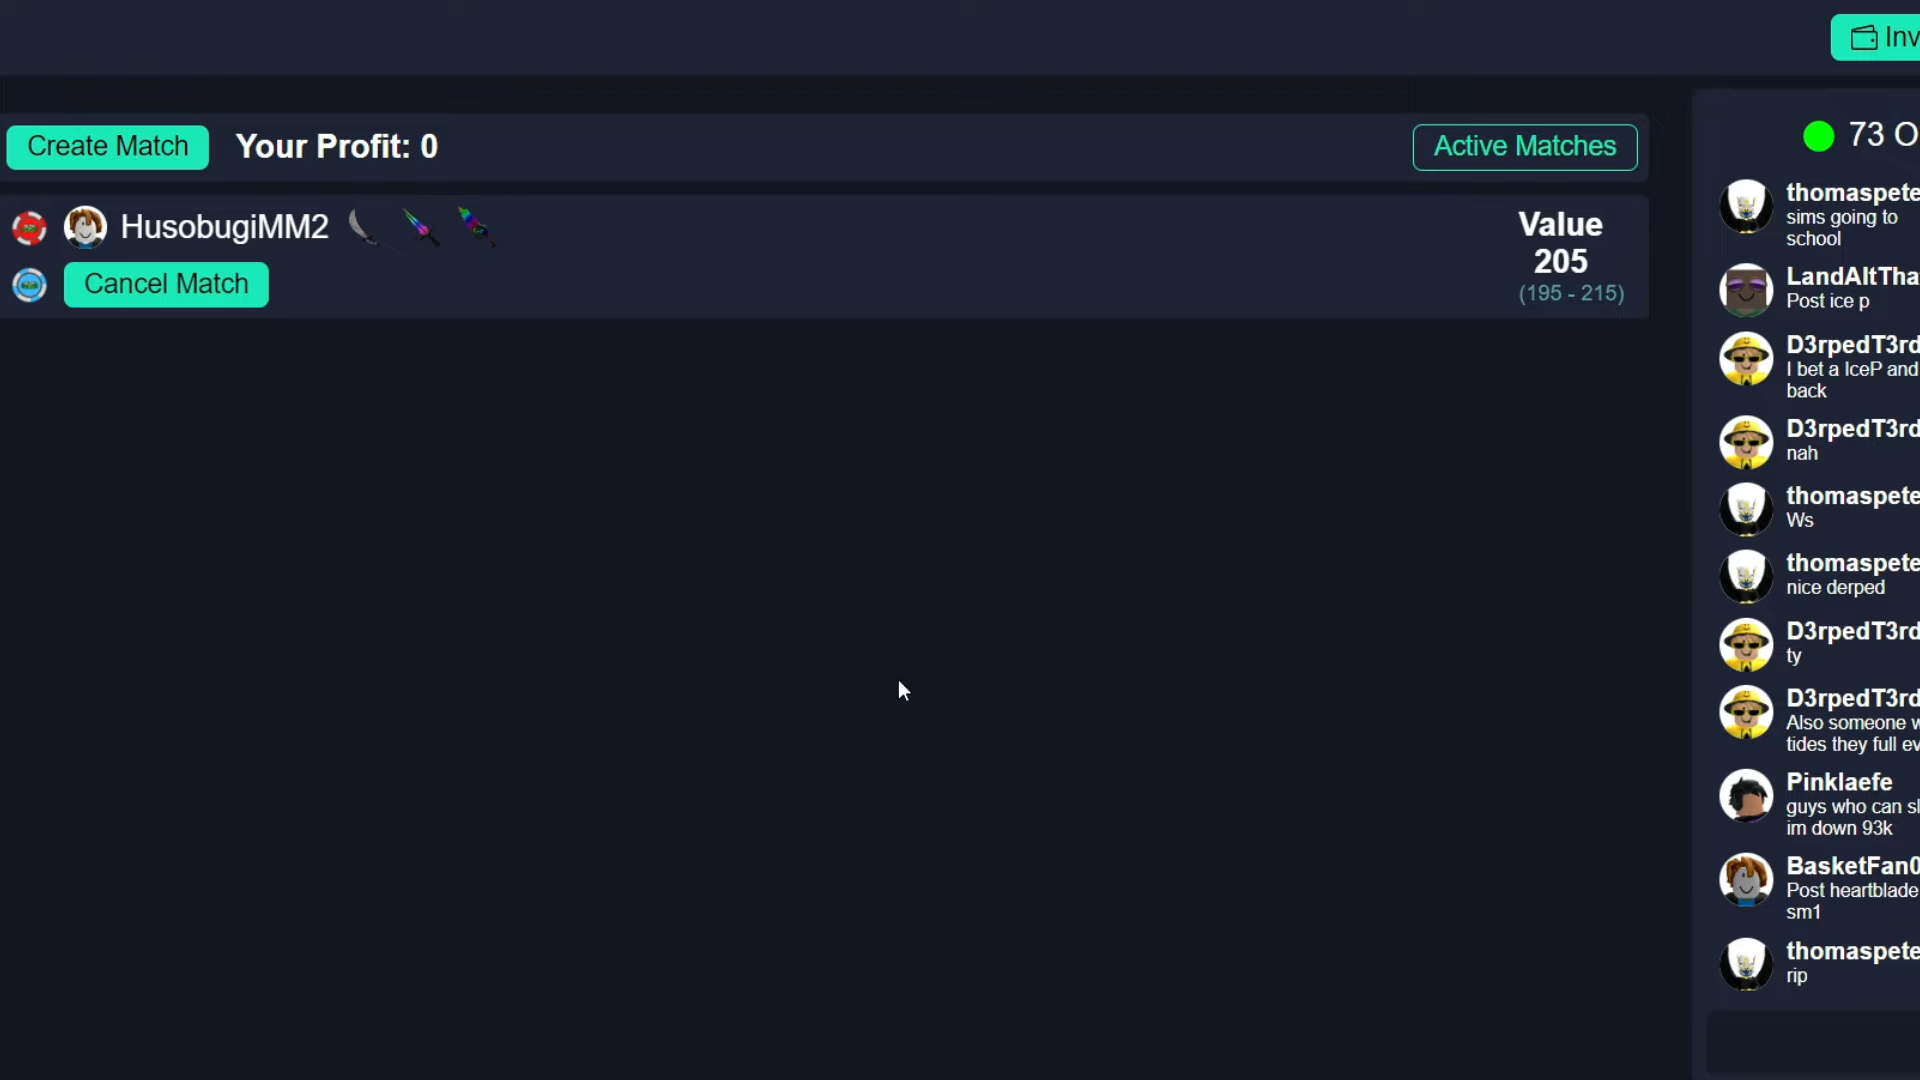 Inv
Create Match
Your Profit: 0
Active Matches
HusobugiMM2
Value
205
(195 - 215)
Cancel Match
73 O
thomaspete
sims going to
school
LandAltTha
Post ice p
D3rpedT3rd
I bet a IceP and
back
D3rpedT3rd
nah
thomaspete
Ws
thomaspete
nice derped
D3rpedT3rd
ty
D3rpedT3rd
Also someone w
tides they full ev
Pinklaefe
guys who can sl
im down 93k
BasketFan0
Post heartblade
sm1
thomaspete
rip